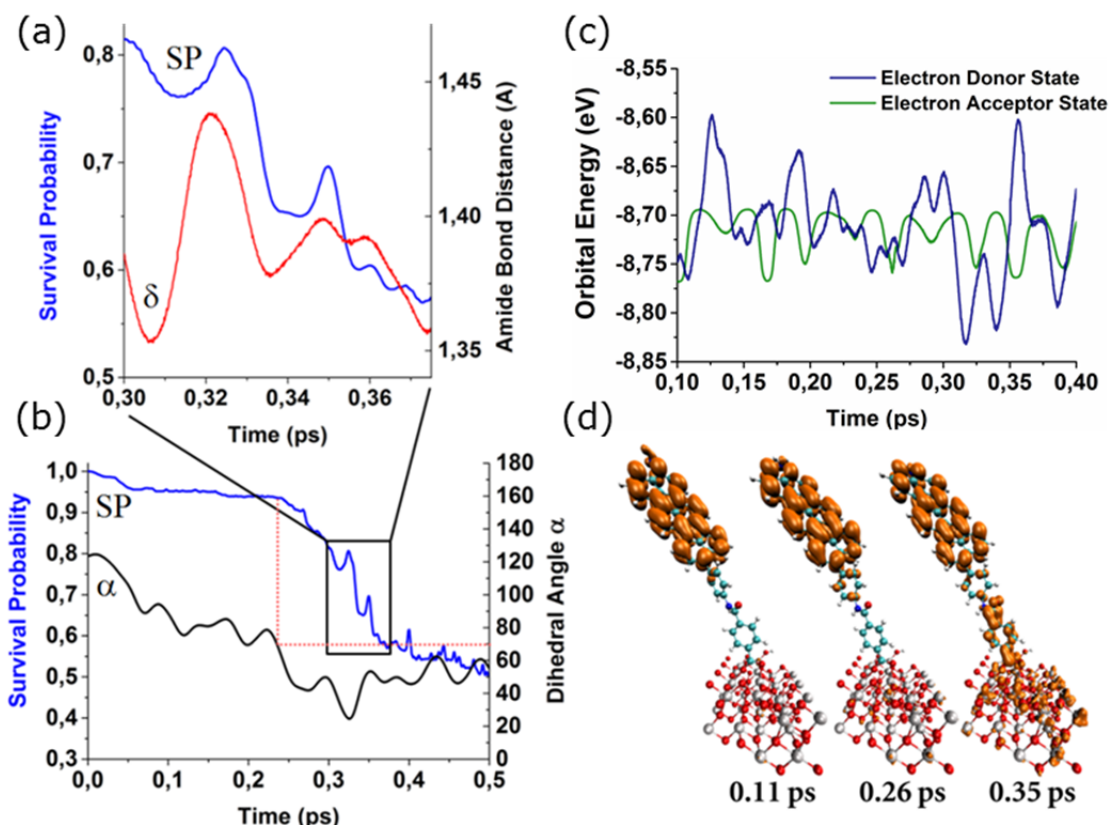 (a)
0,8
0,7
0,6
0,5
Survival Probability
SP
δ
1,45
1,40
1,35
Amide Bond Distance (A)
0,30 0,32 0,34 0,36
Time (ps)
(c)
Electron Donor State
Electron Acceptor State
-8,55
-8,60
-8,65
-8,70
-8,75
-8,80
-8,85
Orbital Energy (eV)
0,10 0,15 0,20 0,25 0,30 0,35 0,40
Time (ps)
(b)
1,0
0,9
0,8
0,7
0,6
0,5
0,4
0,3
Survival Probability
SP
α
180
160
140
120
100
80
60
40
20
0
Dihedral Angle α
0,0 0,1 0,2 0,3 0,4 0,5
Time (ps)
(d)
0.11 ps 0.26 ps 0.35 ps